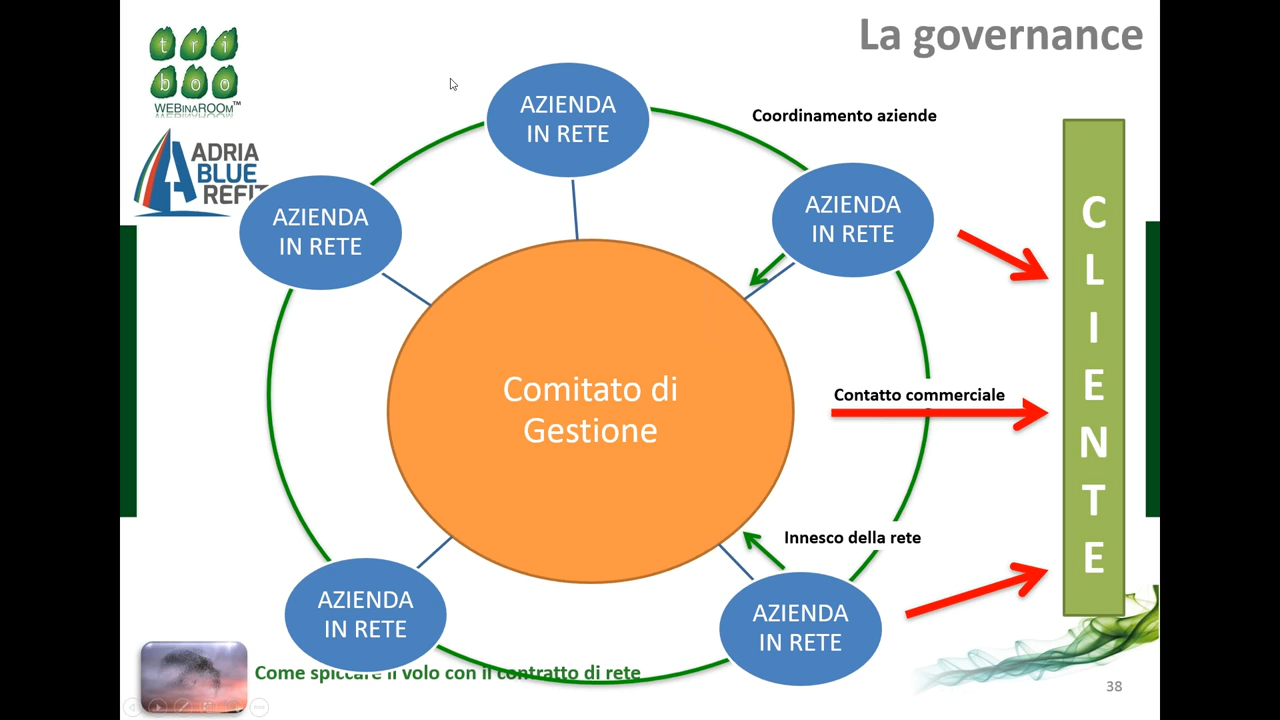 La governance
tri
boo
WEBINAROOM™
ADRIA
BLUE
REFIT
AZIENDA
IN RETE
Coordinamento aziende
AZIENDA
IN RETE
AZIENDA
IN RETE
Comitato di
Gestione
Contatto commerciale
CLIENTE
Innesco della rete
AZIENDA
IN RETE
AZIENDA
IN RETE
Come spiccare il volo con il contratto di rete
38